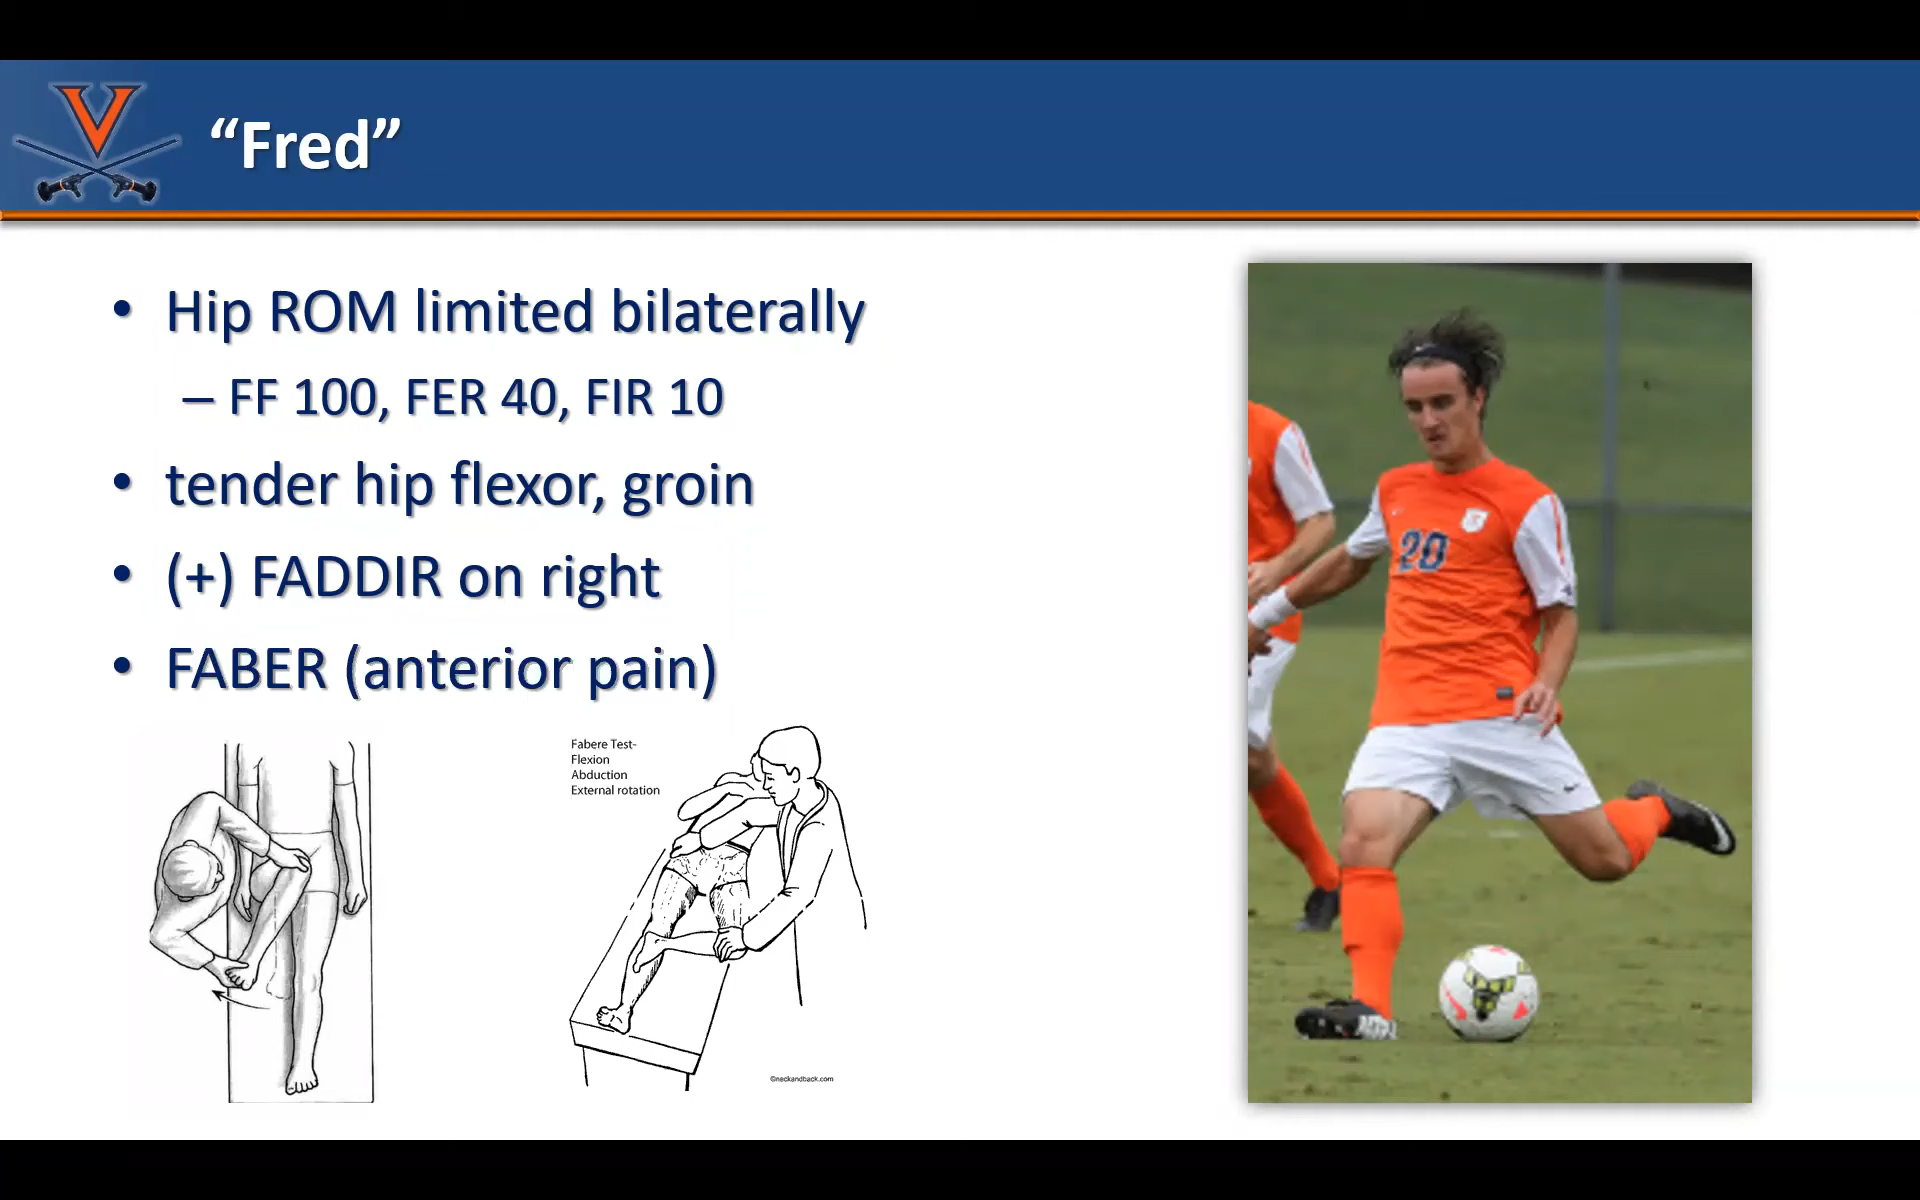 V
“Fred”
• Hip ROM limited bilaterally
– FF 100, FER 40, FIR 10
• tender hip flexor, groin
• (+) FADDIR on right
• FABER (anterior pain)
Fabere Test-
Flexion
Abduction
External rotation
©neckandback.com
20